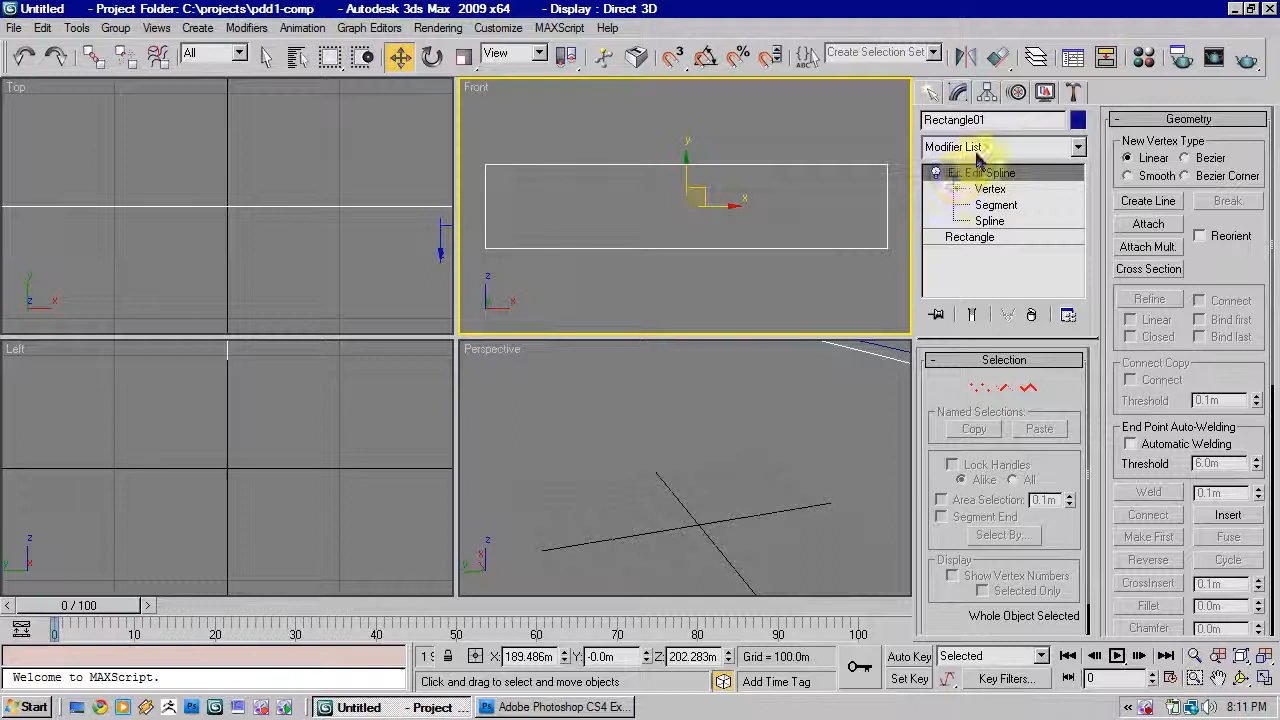 Untitled - Project Folder: C:\projects\pdd1-comp - Autodesk 3ds Max 2009 x64 - Display : Direct 3D
File Edit Tools Group Views Create Modifiers Animation Graph Editors Rendering Customize MAXScript Help
All View 3 % ABC Create Selection Set
Top
Front
y
x
z
x
y
z x
Left
z
y x
Perspective
z
x
y
Rectangle01
Modifier List
Edit Spline
Vertex
Segment
Spline
Rectangle
Selection
Named Selections:
Copy Paste
Lock Handles
Alike All
Area Selection: 0.1m
Segment End
Select By...
Display
Show Vertex Numbers
Selected Only
Whole Object Selected
Geometry
New Vertex Type
Linear Bezier
Smooth Bezier Corner
Create Line Break
Attach Reorient
Attach Mult.
Cross Section
Refine Connect
Linear Bind first
Closed Bind last
Connect Copy
Connect
Threshold 0.1m
End Point Auto-Welding
Automatic Welding
Threshold 6.0m
Weld 0.1m
Connect Insert
Make First Fuse
Reverse Cycle
CrossInsert 0.1m
Fillet 0.0m
Chamfer 0.0m
< 0 / 100 >
0 10 20 30 40 50 60 70 80 90 100
X: 189.486m Y: -0.0m Z: 202.283m Grid = 100.0m Auto Key Selected
Welcome to MAXScript. Click and drag to select and move objects Add Time Tag Set Key Key Filters... 0
Start Untitled - Project ... Adobe Photoshop CS4 Ex... « 8:11 PM